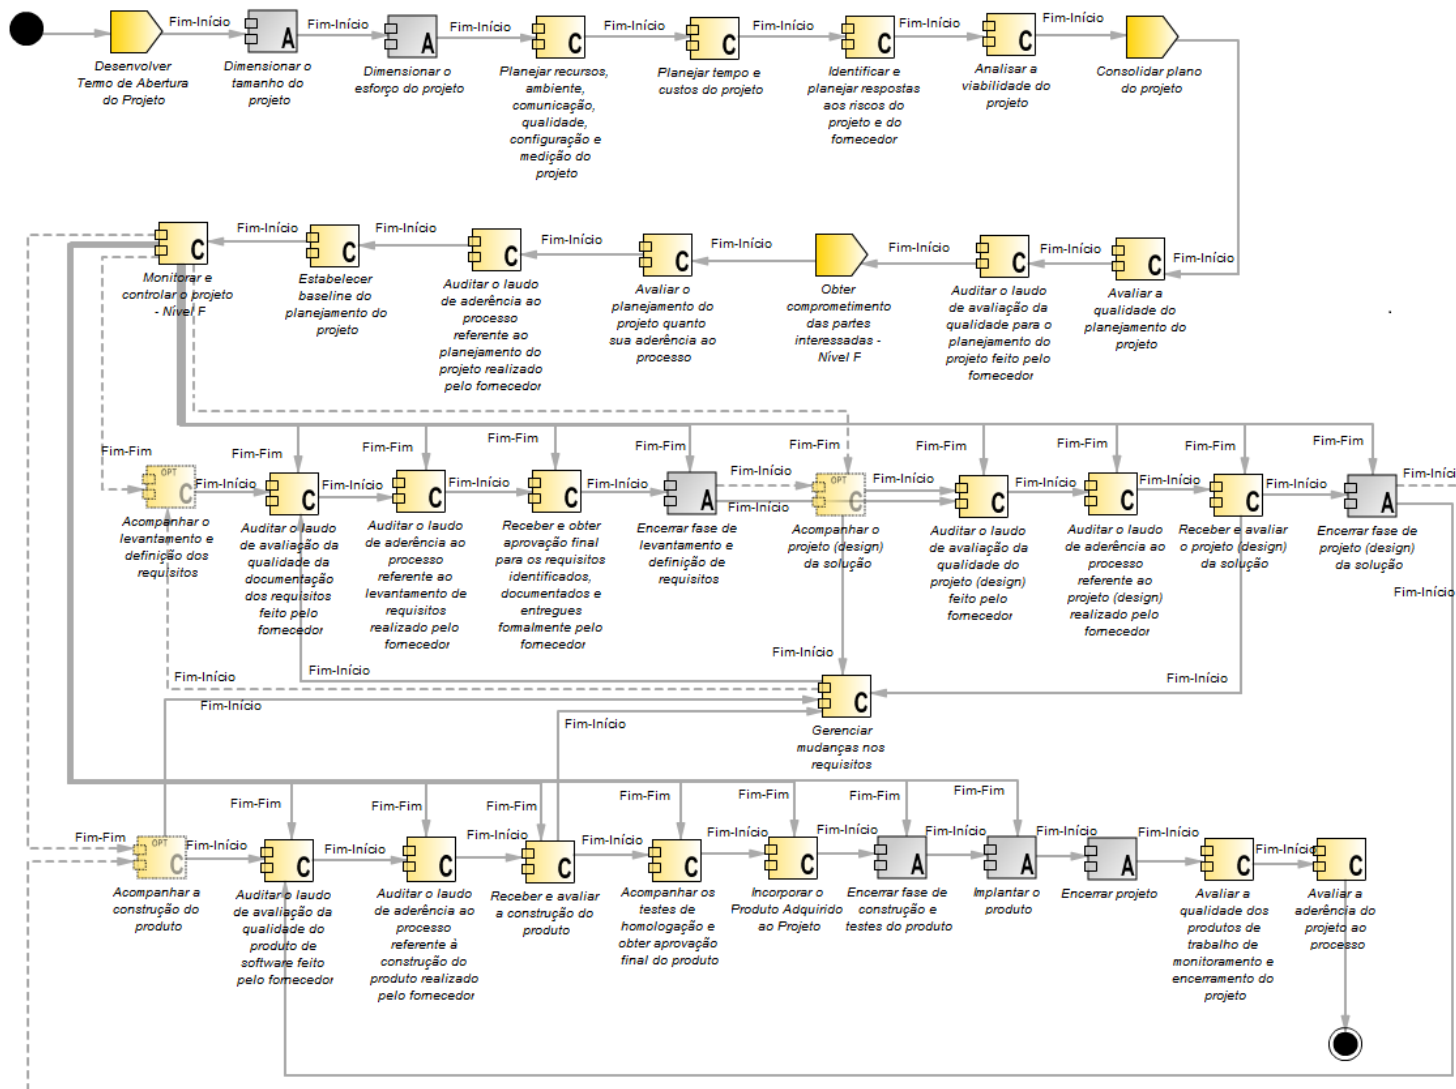 Fim-Início
Fim-Início
Fim-Início
Fim-Início
Fim-Início
Fim-Início
Fim-Início
A
A
C
C
C
C
Desenvolver
Termo de Abertura
do Projeto
Dimensionar o
tamanho do
projeto
Dimensionar o
esforço do projeto
Planejar recursos,
ambiente,
comunicação,
qualidade,
configuração e
medição do
projeto
Planejar tempo e
custos do projeto
Identificar e
planejar respostas
aos riscos do
projeto e do
fornecedor
Analisar a
viabilidade do
projeto
Consolidar plano
do projeto
Fim-Início
Fim-Início
Fim-Início
Fim-Início
Fim-Início
Fim-Início
Fim-Início
C
C
C
C
C
C
Monitorar e
controlar o projeto
- Nível F
Estabelecer
baseline do
planejamento do
projeto
Auditar o laudo
de aderência ao
processo
referente ao
planejamento do
projeto realizado
pelo fornecedor
Avaliar o
planejamento do
projeto quanto
sua aderência ao
processo
Obter
comprometimento
das partes
interessadas -
Nível F
Auditar o laudo
de avaliação da
qualidade para o
planejamento do
projeto feito pelo
fornecedor
Avaliar a
qualidade do
planejamento do
projeto
Fim-Fim
Fim-Fim
Fim-Fim
Fim-Fim
Fim-Fim
Fim-Fim
Fim-Fim
Fim-Fim
Fim-Fim
Fim-Fim
Fim-Início
Fim-Início
Fim-Início
Fim-Início
Fim-Início
Fim-Início
Fim-Início
Fim-Início
Fim-Início
Fim-Início
Fim-Início
Fim-Início
OPT
C
C
C
C
A
OPT
C
C
C
C
A
Acompanhar o
levantamento e
definição dos
requisitos
Auditar o laudo
de avaliação da
qualidade da
documentação
dos requisitos
feito pelo
fornecedor
Auditar o laudo
de aderência ao
processo
referente ao
levantamento de
requisitos
realizado pelo
fornecedor
Receber e obter
aprovação final
para os requisitos
identificados,
documentados e
entregues
formalmente pelo
fornecedor
Encerrar fase de
levantamento e
definição de
requisitos
Acompanhar o
projeto (design)
da solução
Auditar o laudo
de avaliação da
qualidade do
projeto (design)
feito pelo
fornecedor
Auditar o laudo
de aderência ao
processo
referente ao
projeto (design)
realizado pelo
fornecedor
Receber e avaliar
o projeto (design)
da solução
Encerrar fase de
projeto (design)
da solução
Fim-Início
Fim-Início
Fim-Início
Fim-Início
Fim-Início
Fim-Início
C
Gerenciar
mudanças nos
requisitos
Fim-Fim
Fim-Fim
Fim-Fim
Fim-Fim
Fim-Fim
Fim-Fim
Fim-Fim
Fim-Fim
Fim-Início
Fim-Início
Fim-Início
Fim-Início
Fim-Início
Fim-Início
Fim-Início
Fim-Início
Fim-Início
Fim-Início
OPT
C
C
C
C
C
C
A
A
A
C
C
Acompanhar a
construção do
produto
Auditar o laudo
de avaliação da
qualidade do
produto de
software feito
pelo fornecedor
Auditar o laudo
de aderência ao
processo
referente à
construção do
produto realizado
pelo fornecedor
Receber e avaliar
a construção do
produto
Acompanhar os
testes de
homologação e
obter aprovação
final do produto
Incorporar o
Produto Adquirido
ao Projeto
Encerrar fase de
construção e
testes do produto
Implantar o
produto
Encerrar projeto
Avaliar a
qualidade dos
produtos de
trabalho de
monitoramento e
encerramento do
projeto
Avaliar a
aderência do
projeto ao
processo